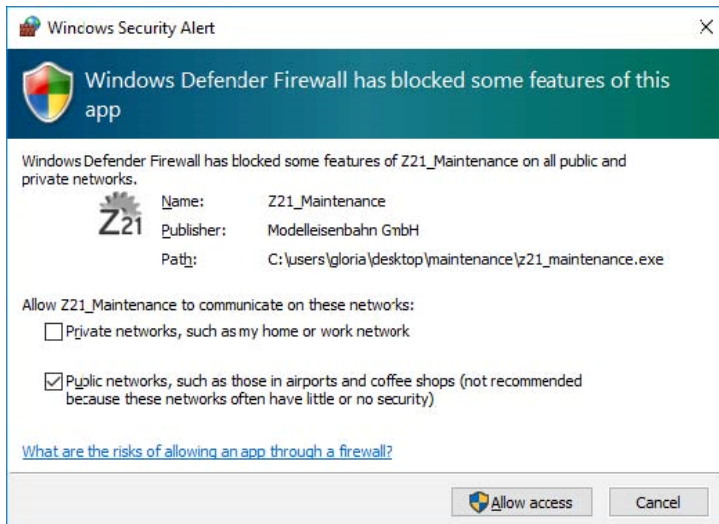 Windows Security Alert
Windows Defender Firewall has blocked some features of this
app
Windows Defender Firewall has blocked some features of Z21_Maintenance on all public and
private networks.
Z21
Name: Z21_Maintenance
Publisher: Modelleisenbahn GmbH
Path: C:\users\gloria\desktop\maintenance\z21_maintenance.exe
Allow Z21_Maintenance to communicate on these networks:
Private networks, such as my home or work network
Public networks, such as those in airports and coffee shops (not recommended
because these networks often have little or no security)
What are the risks of allowing an app through a firewall?
Allow access Cancel